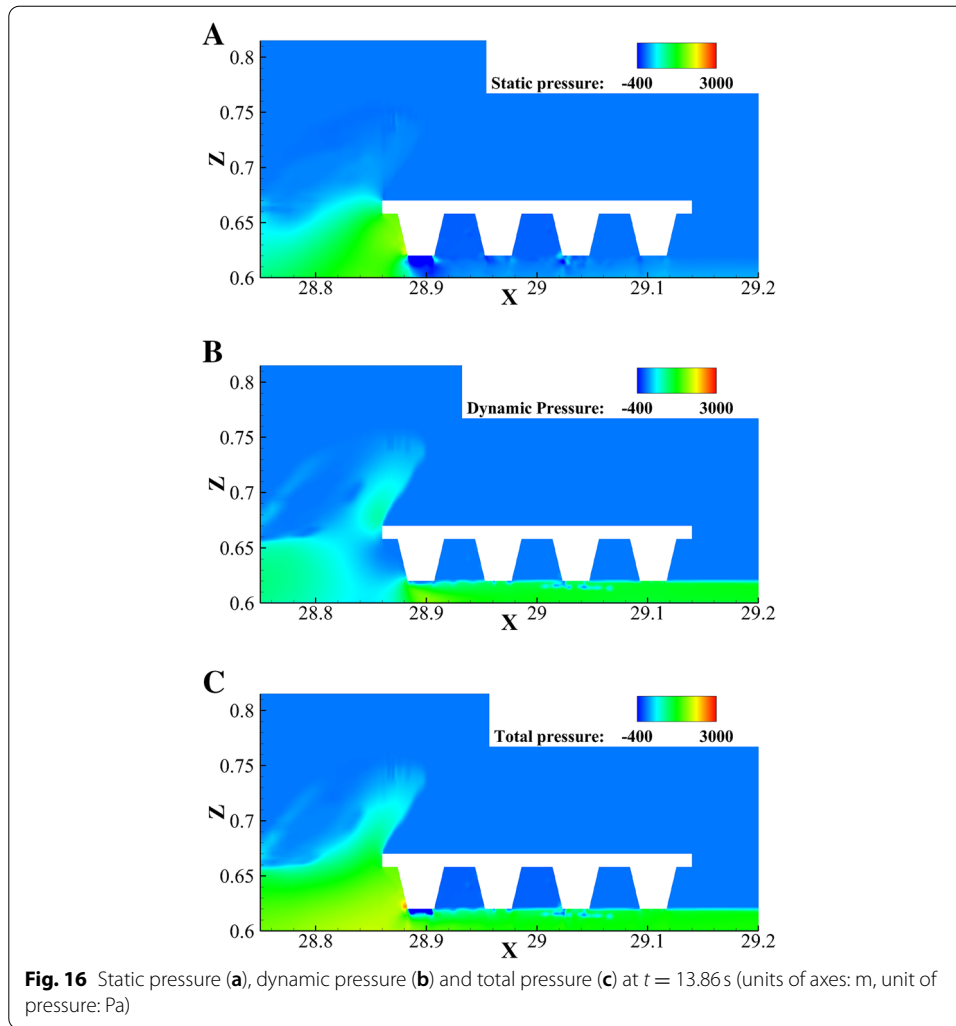 A
Static pressure: -400 3000
0.8
0.75
0.7
0.65
0.6
Z
28.8 28.9 29 29.1 29.2
X
B
Dynamic Pressure: -400 3000
0.8
0.75
0.7
0.65
0.6
Z
28.8 28.9 29 29.1 29.2
X
C
Total pressure: -400 3000
0.8
0.75
0.7
0.65
0.6
Z
28.8 28.9 29 29.1 29.2
X
Fig. 16 Static pressure (a), dynamic pressure (b) and total pressure (c) at t = 13.86 s (units of axes: m, unit of
pressure: Pa)